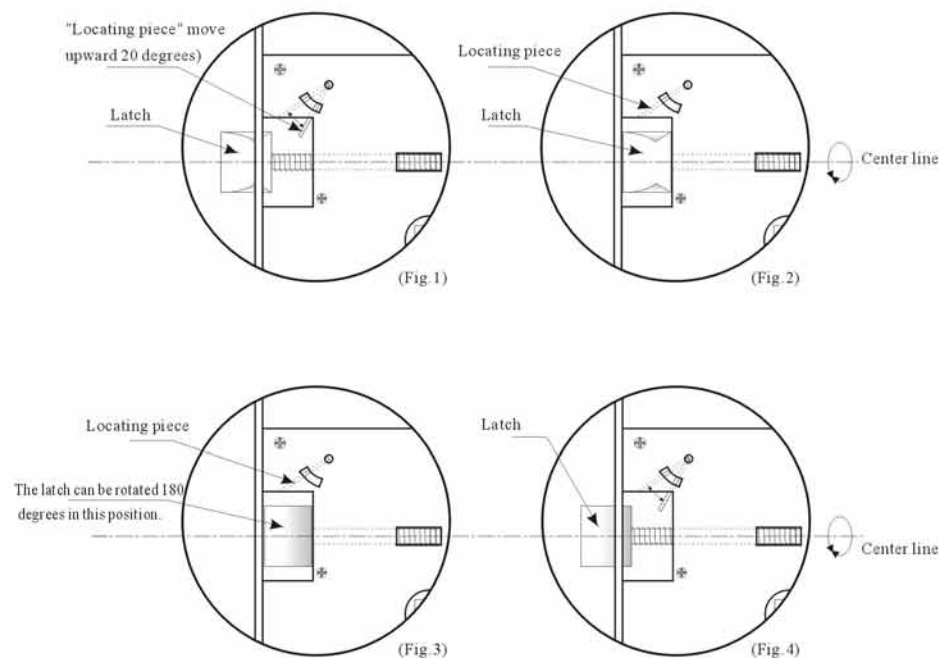 "Locating piece" move
upward 20 degrees)
Latch
(Fig.1)
Locating piece
Latch
Center line
(Fig.2)
Locating piece
The latch can be rotated 180
degrees in this position.
(Fig.3)
Latch
Center line
(Fig.4)